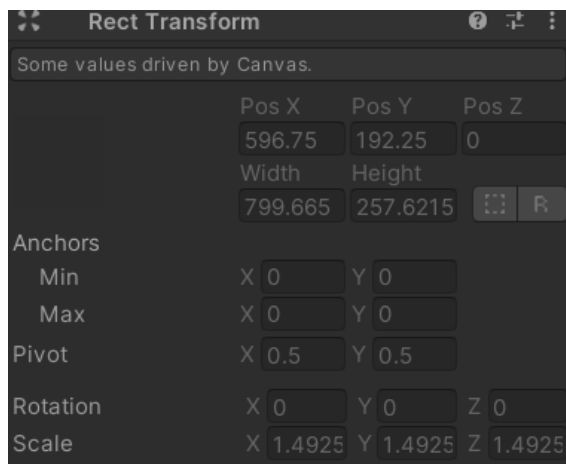 Rect Transform
Some values driven by Canvas.
Pos X Pos Y Pos Z
596.75 192.25 0
Width Height
799.665 257.6215 R
Anchors
Min X 0 Y 0
Max X 0 Y 0
Pivot X 0.5 Y 0.5
Rotation X 0 Y 0 Z 0
Scale X 1.4925 Y 1.4925 Z 1.4925